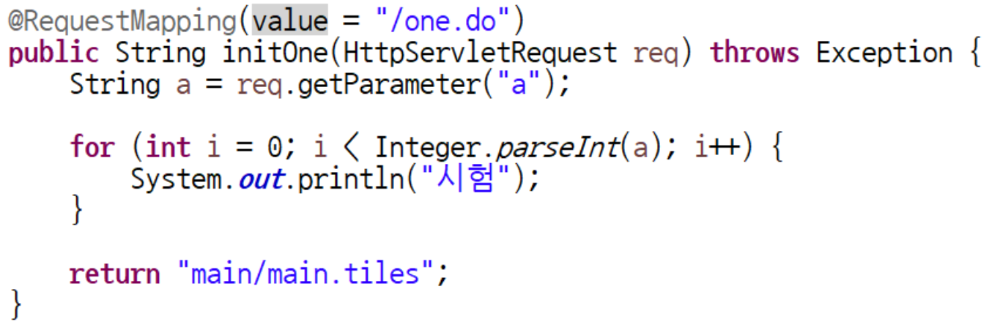 @RequestMapping(value = "/one.do")
public String initOne(HttpServletRequest req) throws Exception {
    String a = req.getParameter("a");
    for (int i = 0; i < Integer.parseInt(a); i++) {
        System.out.println("시험");
    }
    return "main/main.tiles";
}